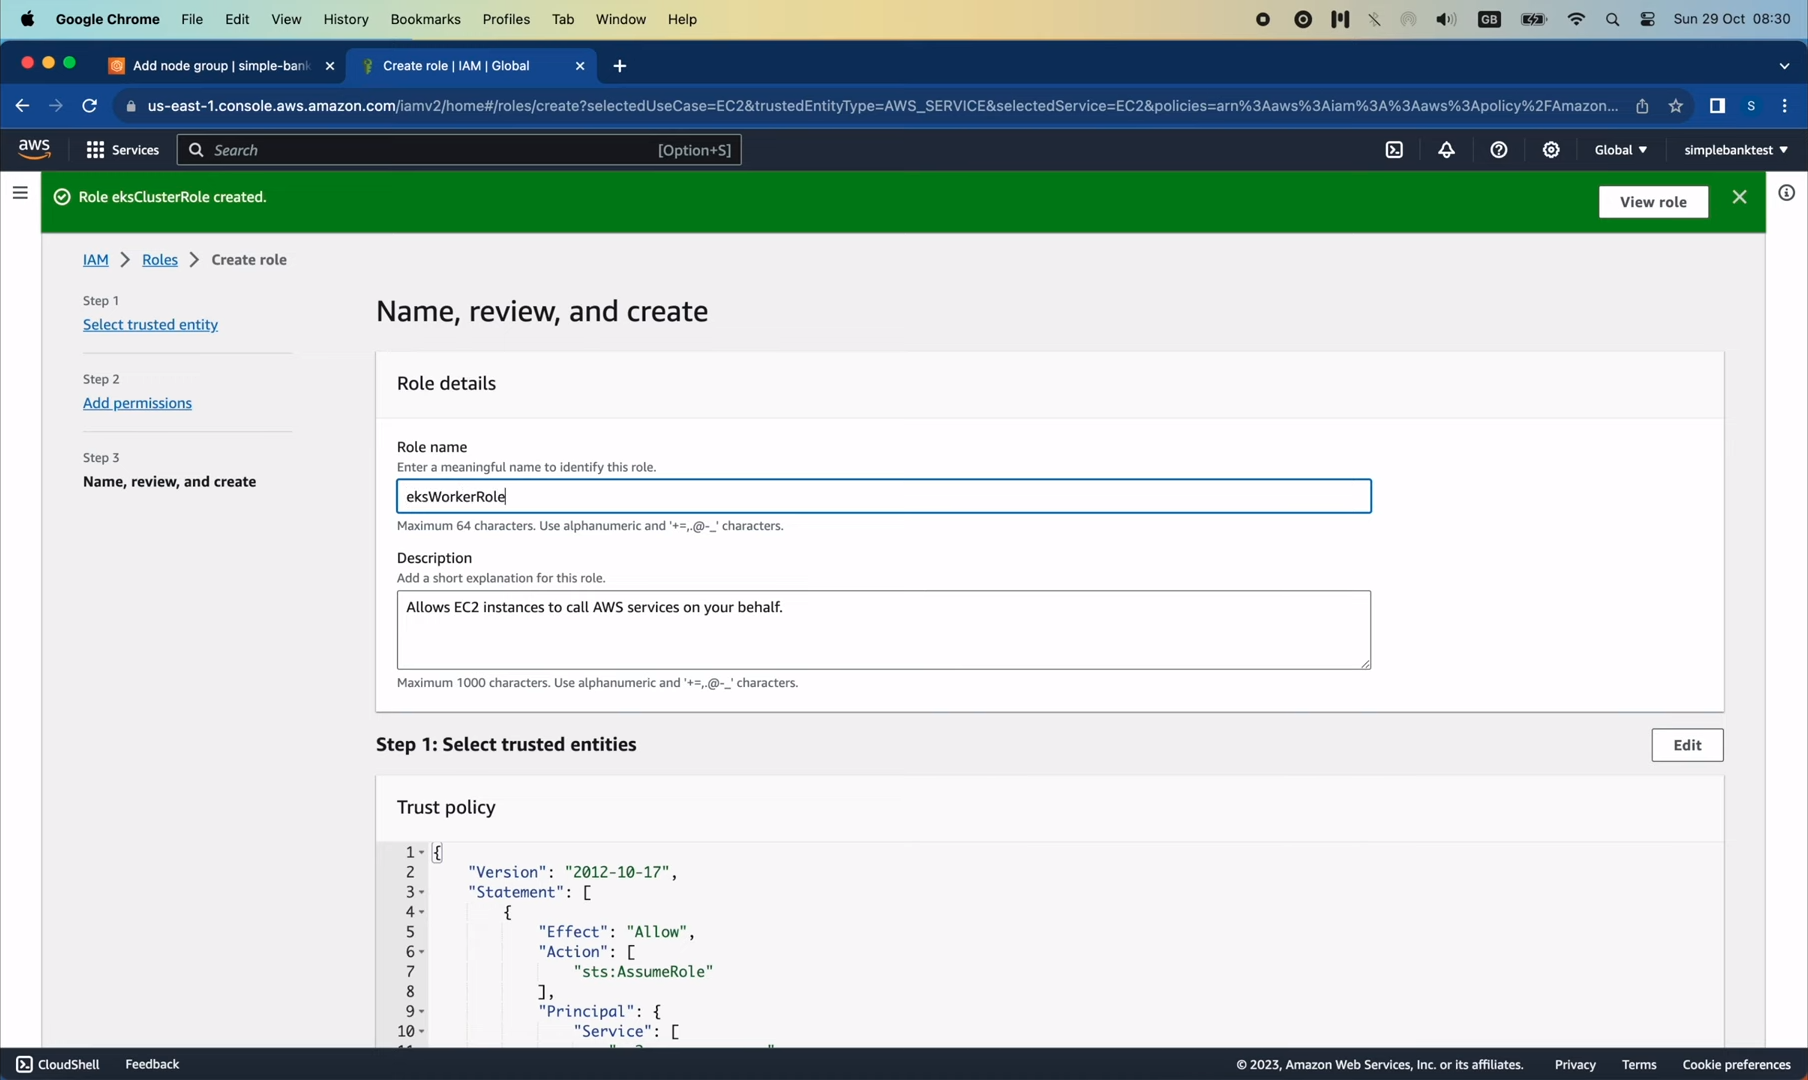 Google Chrome File Edit View History Bookmarks Profiles Tab Window Help GB Sun 29 Oct 08:30
Add node group | simple-bank Create role | IAM | Global
us-east-1.console.aws.amazon.com/iamv2/home#/roles/create?selectedUseCase=EC2&trustedEntityType=AWS_SERVICE&selectedService=EC2&policies=arn%3Aaws%3Aiam%3A%3Aaws%3Apolicy%2FAmazon... S
aws Services Search [Option+S] Global simplebanktest
Role eksClusterRole created. View role
IAM Roles Create role
Step 1
Select trusted entity
Step 2
Add permissions
Step 3
Name, review, and create
Name, review, and create
Role details
Role name
Enter a meaningful name to identify this role.
eksWorkerRole
Maximum 64 characters. Use alphanumeric and '+=,.@-_' characters.
Description
Add a short explanation for this role.
Allows EC2 instances to call AWS services on your behalf.
Maximum 1000 characters. Use alphanumeric and '+=,.@-_' characters.
Step 1: Select trusted entities Edit
Trust policy
1 {
2 "Version": "2012-10-17",
3 "Statement": [
4 {
5 "Effect": "Allow",
6 "Action": [
7 "sts:AssumeRole"
8 ],
9 "Principal": {
10 "Service": [
CloudShell Feedback © 2023, Amazon Web Services, Inc. or its affiliates. Privacy Terms Cookie preferences